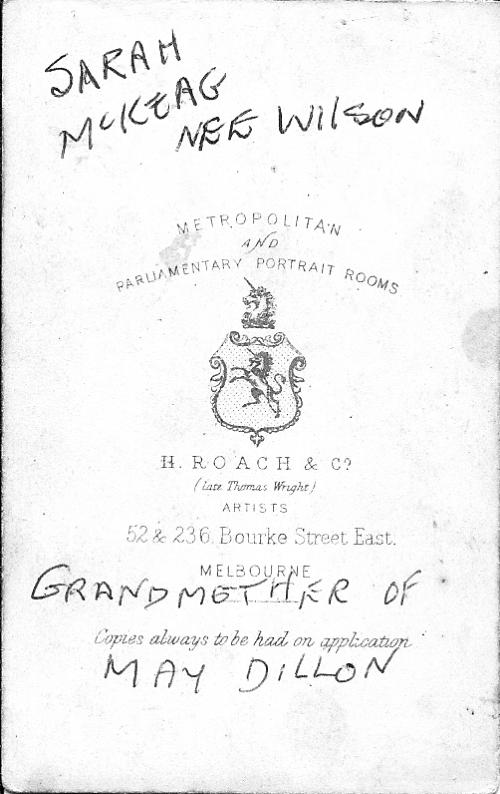 SARAH
McKEAG
NEE WILSON
METROPOLITAN
AND
PARLIAMENTARY PORTRAIT ROOMS
H. ROACH & Co
(late Thomas Wright)
ARTISTS
52 & 236 Bourke Street East.
MELBOURNE
GRANDMETHER OF
Copies always to be had on application
MAY DILLON